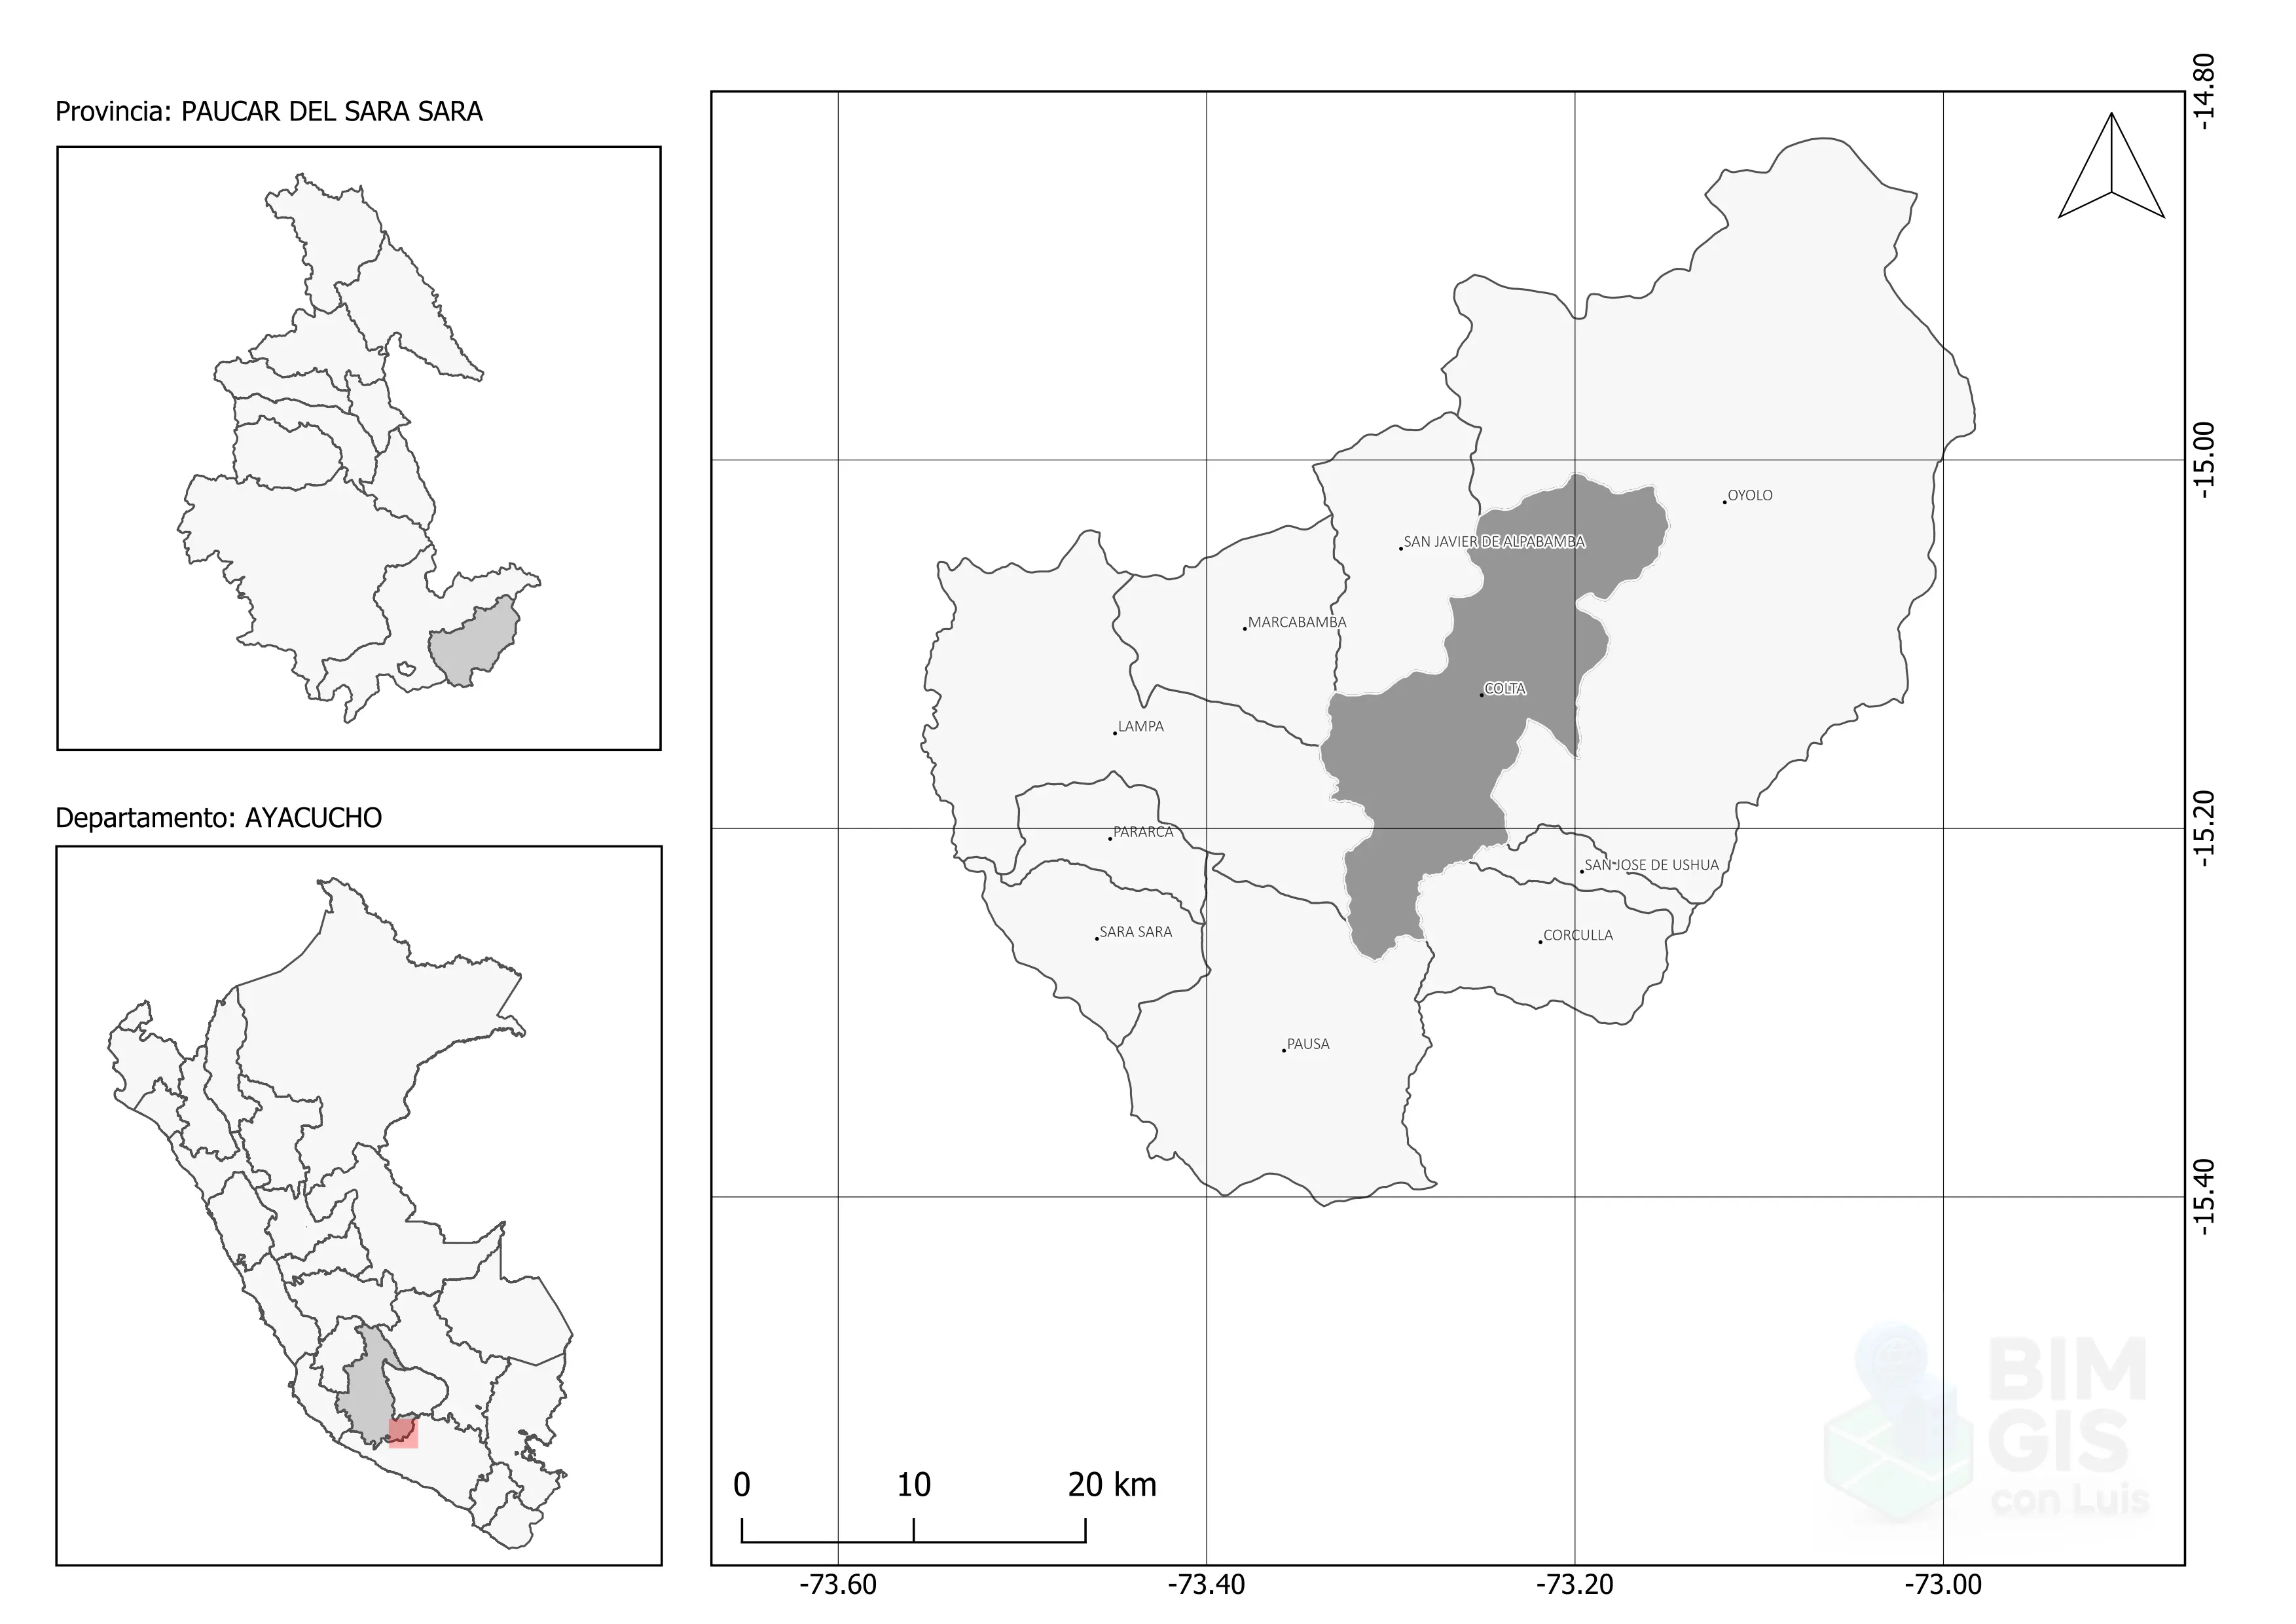 Provincia: PAUCAR DEL SARA SARA
Departamento: AYACUCHO
-14.80
-15.00
-15.20
-15.40
OYOLO
SAN JAVIER DE ALPABAMBA
MARCABAMBA
COLTA
LAMPA
PARARCA
SAN JOSE DE USHUA
SARA SARA
CORCULLA
PAUSA
BIM
GIS
con Luis
0 10 20 km
-73.60 -73.40 -73.20 -73.00